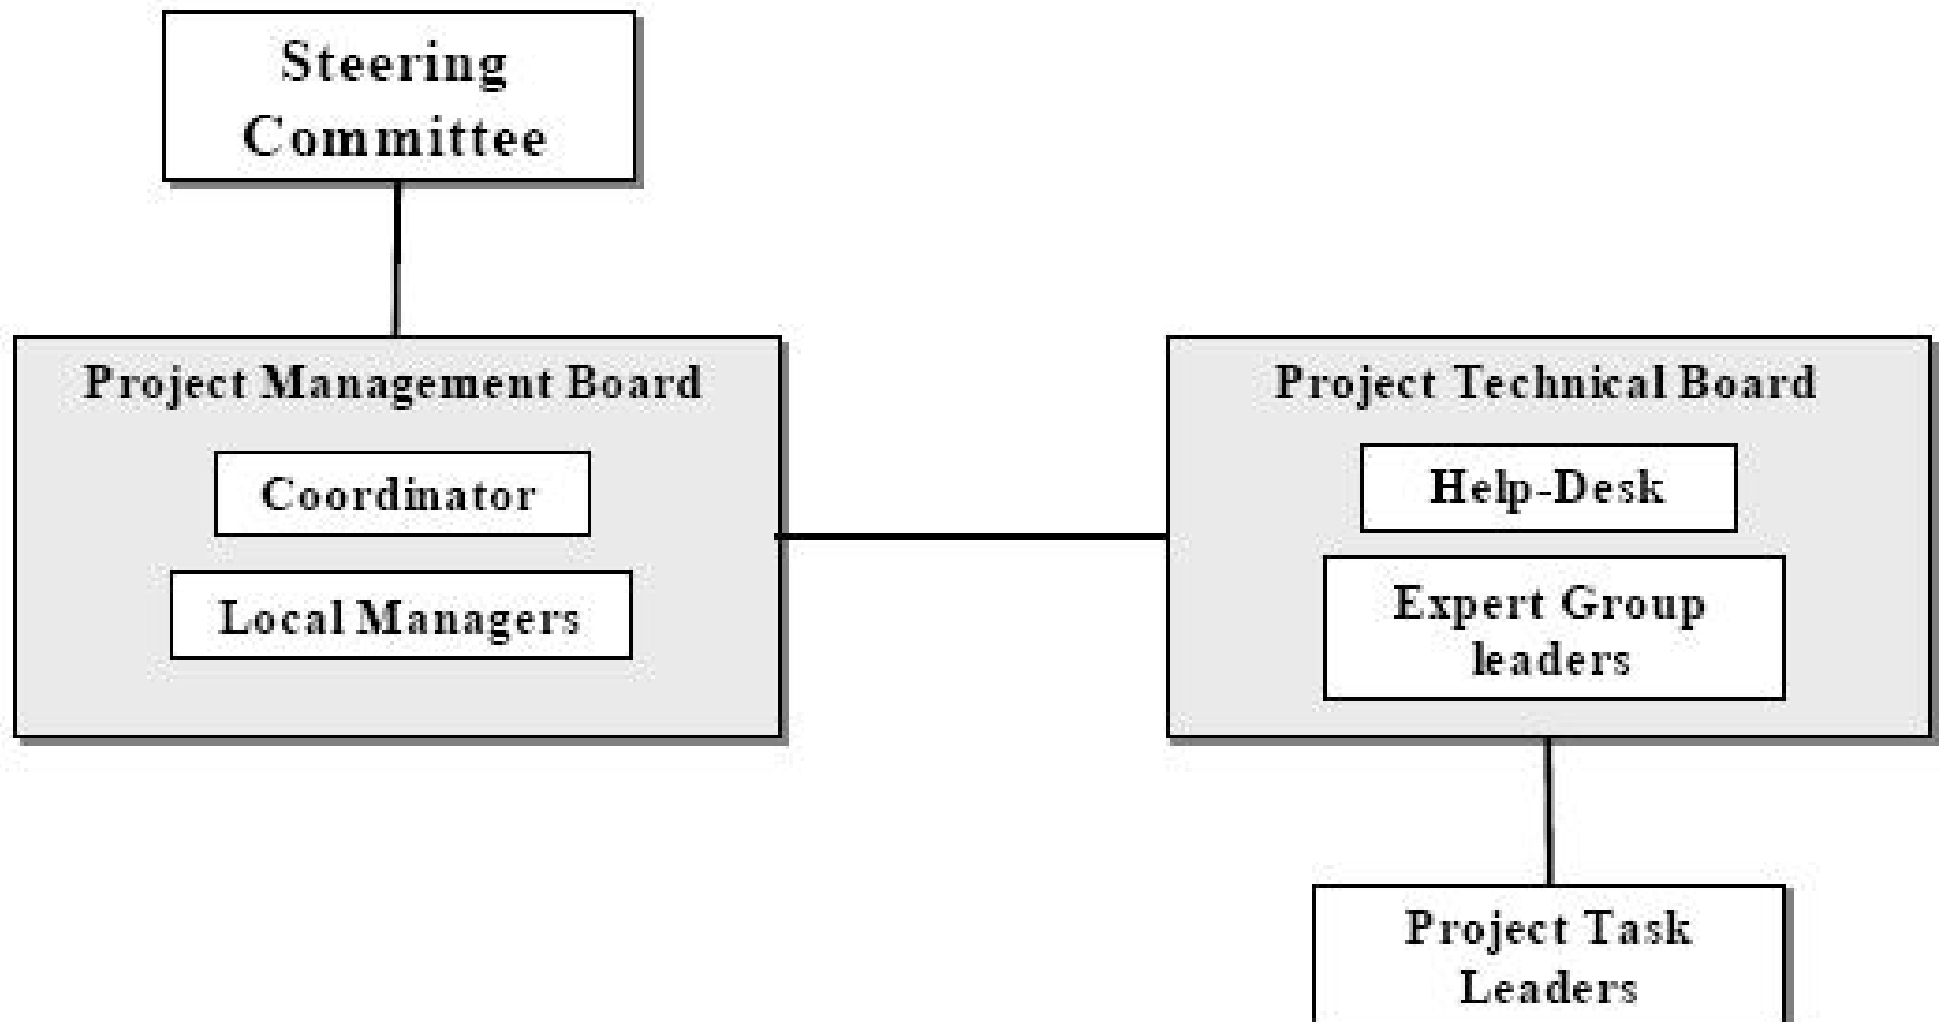 Steering
Committee
Project Management Board
Coordinator
Local Managers
Project Technical Board
Help-Desk
Expert Group
leaders
Project Task
Leaders